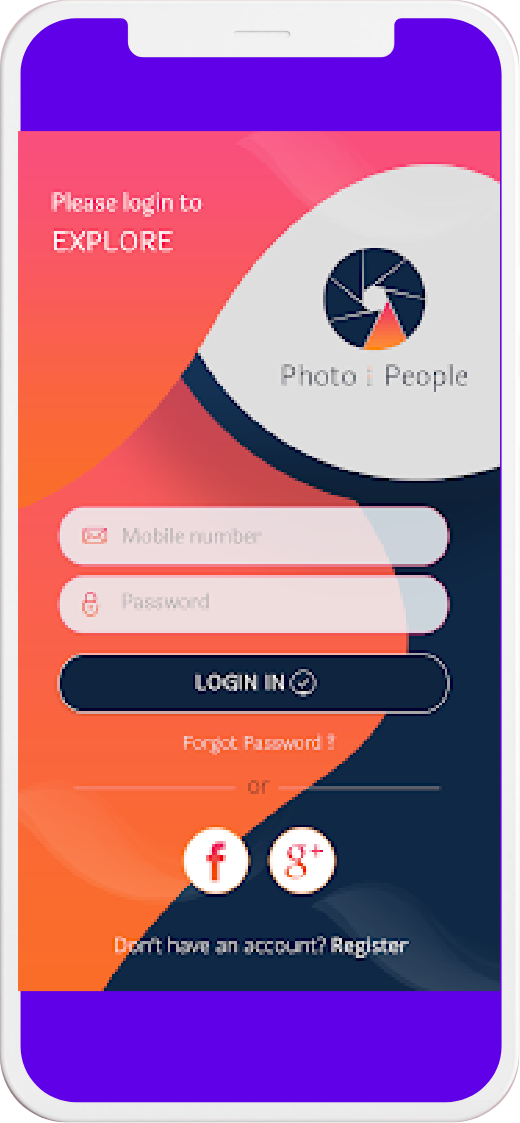 Please login to
EXPLORE
Photo i People
Mobile number
Password
LOGIN IN
Forgot Password ?
or
f g+
Don't have an account? Register